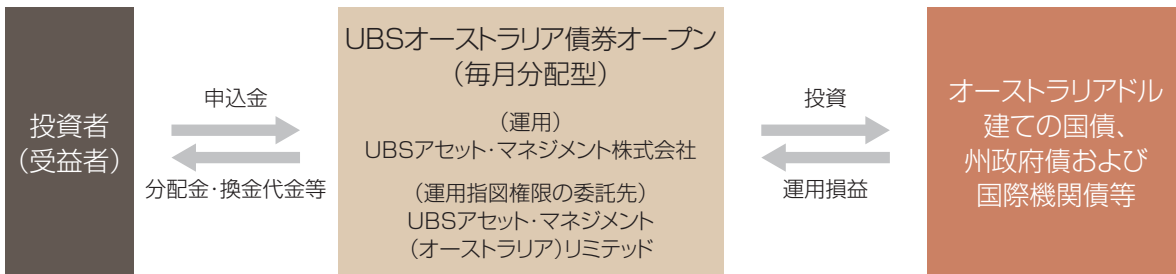 投資者
（受益者）
申込金
分配金・換金代金等
UBSオーストラリア債券オープン
（毎月分配型）
（運用）
UBSアセット・マネジメント株式会社
（運用指図権限の委託先）
UBSアセット・マネジメント
（オーストラリア）リミテッド
投資
運用損益
オーストラリアドル
建ての国債、
州政府債および
国際機関債等